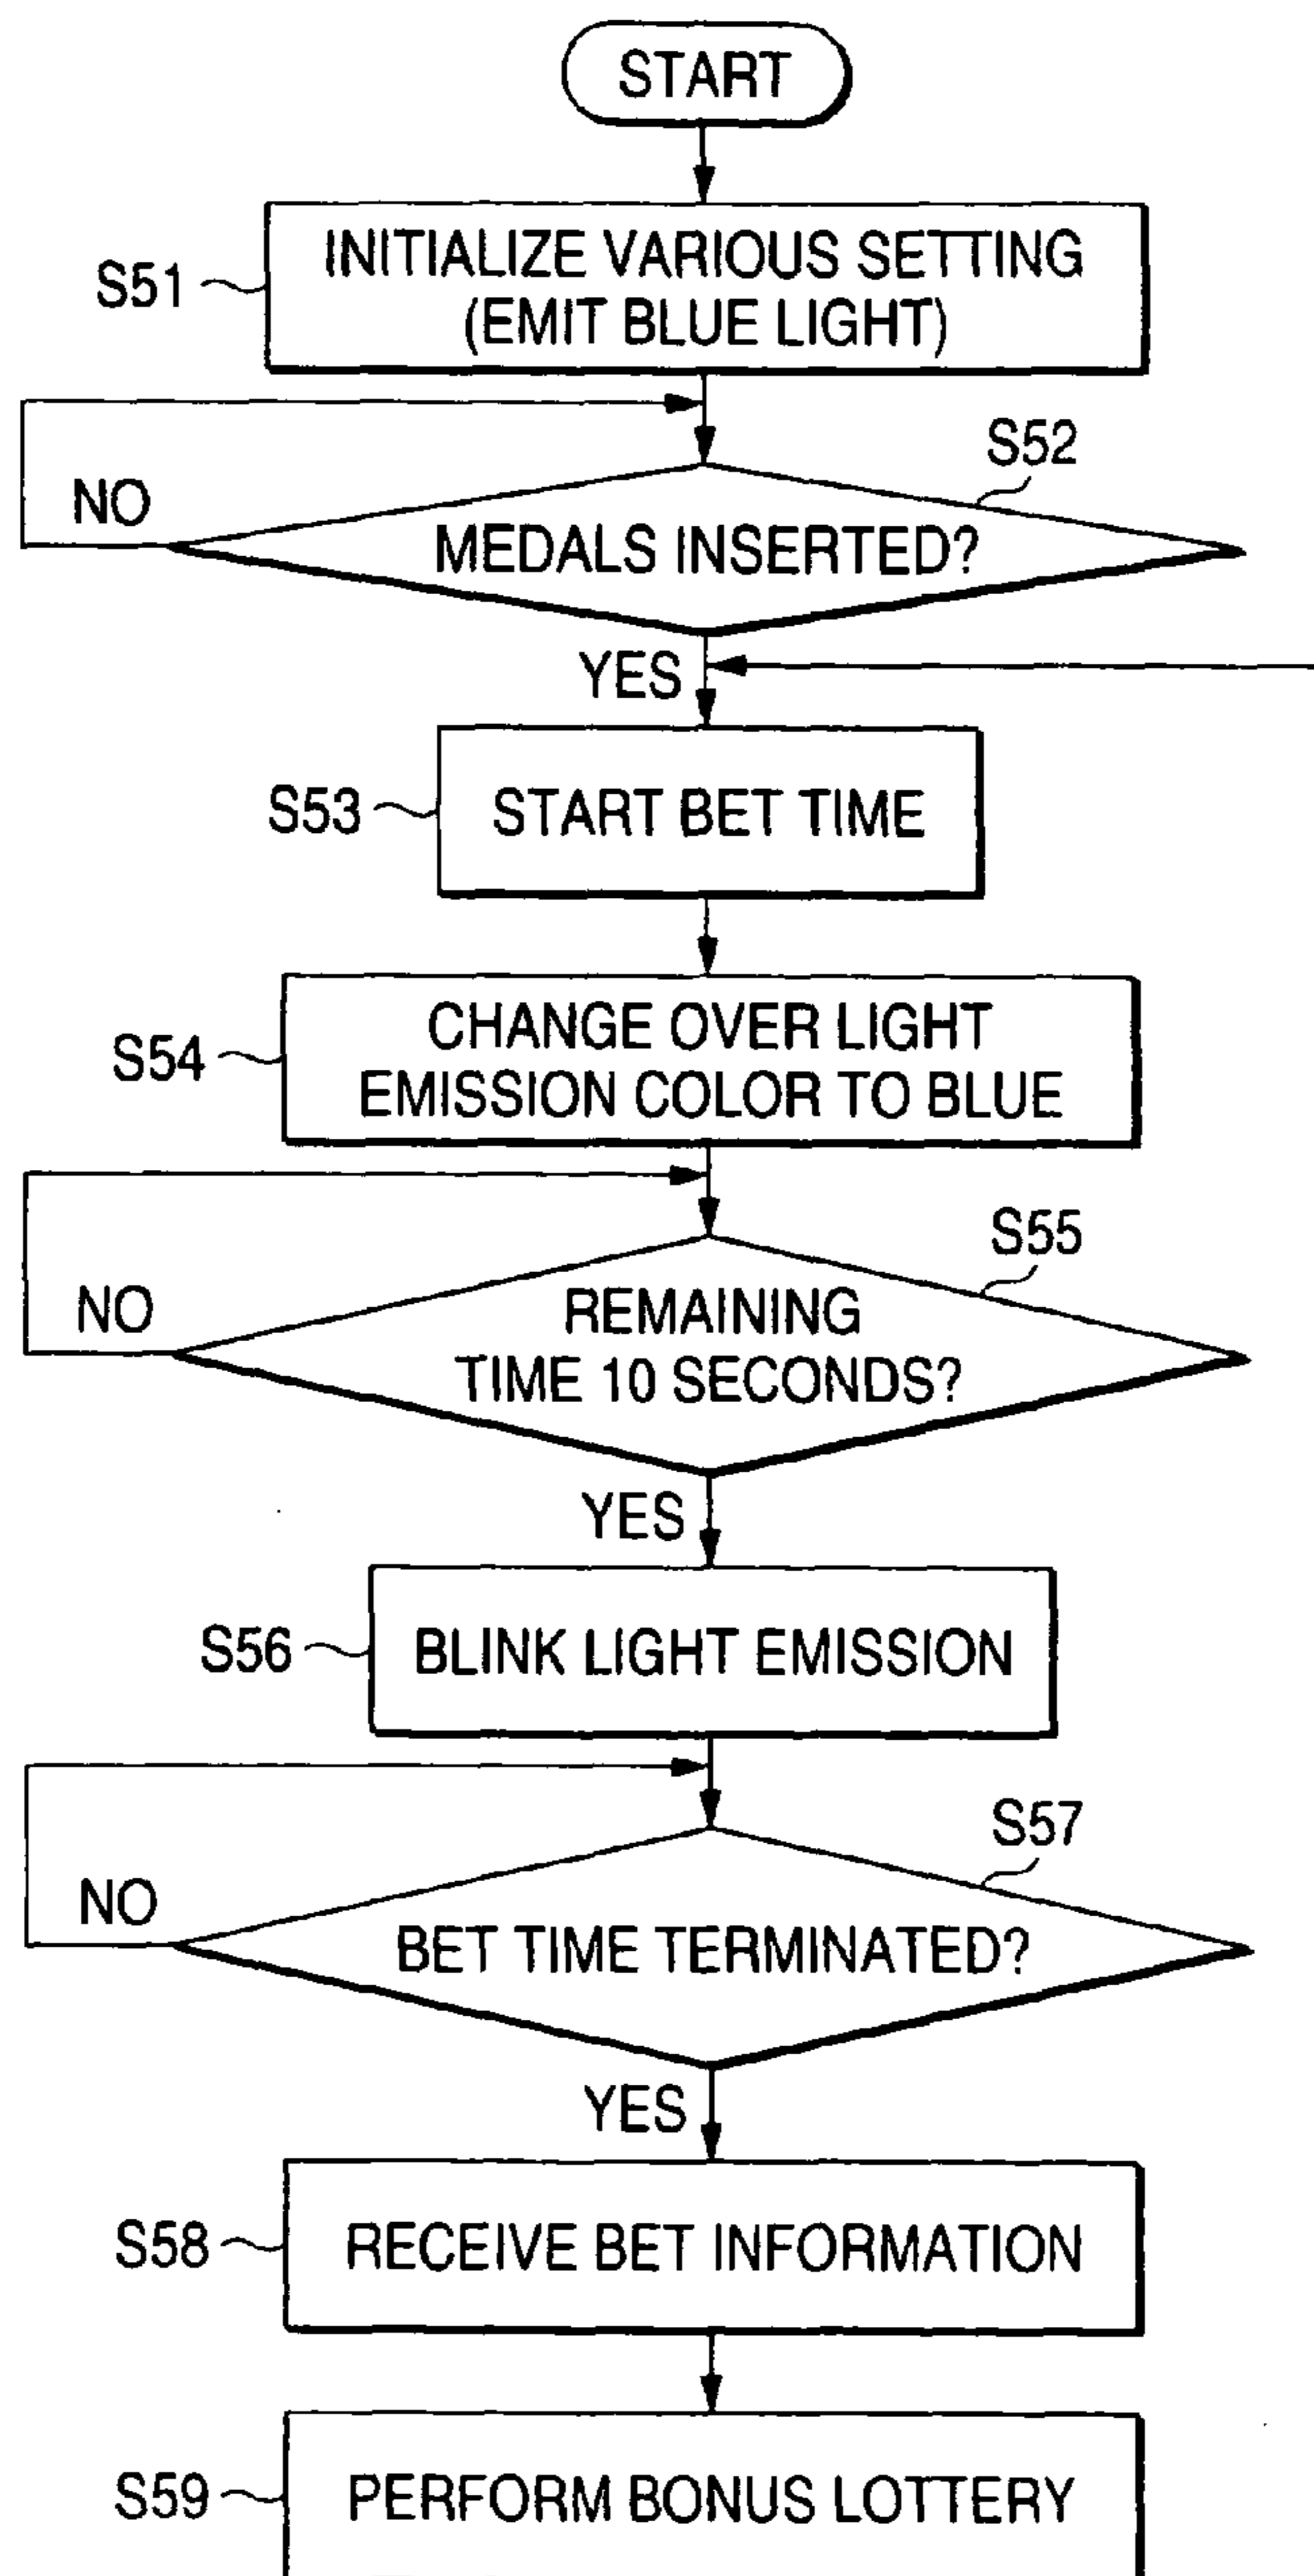 START
S51
INITIALIZE VARIOUS SETTING
(EMIT BLUE LIGHT)
S52
NO
MEDALS INSERTED?
YES
S53
START BET TIME
S54
CHANGE OVER LIGHT
EMISSION COLOR TO BLUE
S55
NO
REMAINING
TIME 10 SECONDS?
YES
S56
BLINK LIGHT EMISSION
S57
NO
BET TIME TERMINATED?
YES
S58
RECEIVE BET INFORMATION
S59
PERFORM BONUS LOTTERY